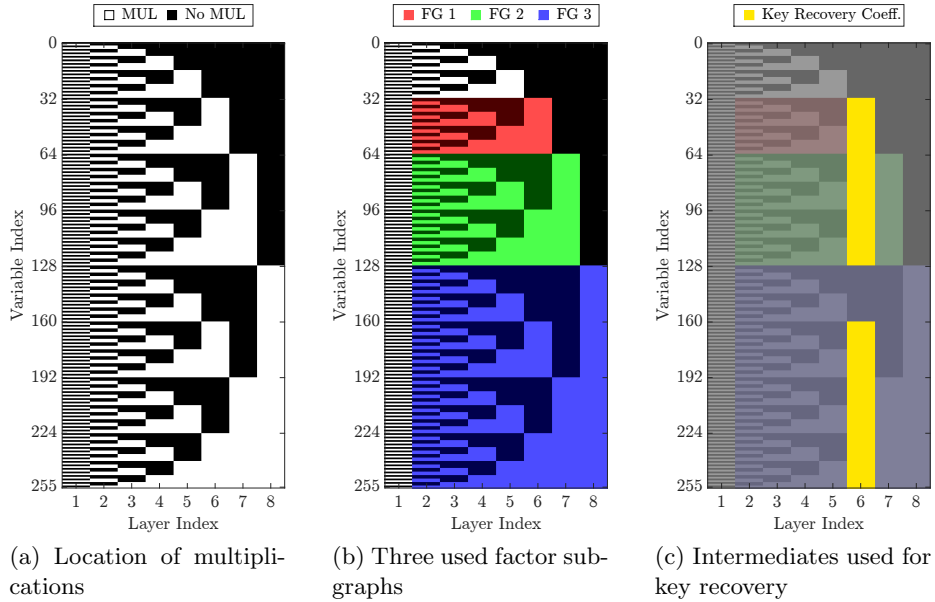 MUL No MUL
FG 1 FG 2 FG 3
Key Recovery Coeff.
0
32
64
96
128
160
192
224
255
Variable Index
1 2 3 4 5 6 7 8
Layer Index
0
32
64
96
128
160
192
224
255
Variable Index
1 2 3 4 5 6 7 8
Layer Index
0
32
64
96
128
160
192
224
255
Variable Index
1 2 3 4 5 6 7 8
Layer Index
(a) Location of multipli-
cations
(b) Three used factor sub-
graphs
(c) Intermediates used for
key recovery